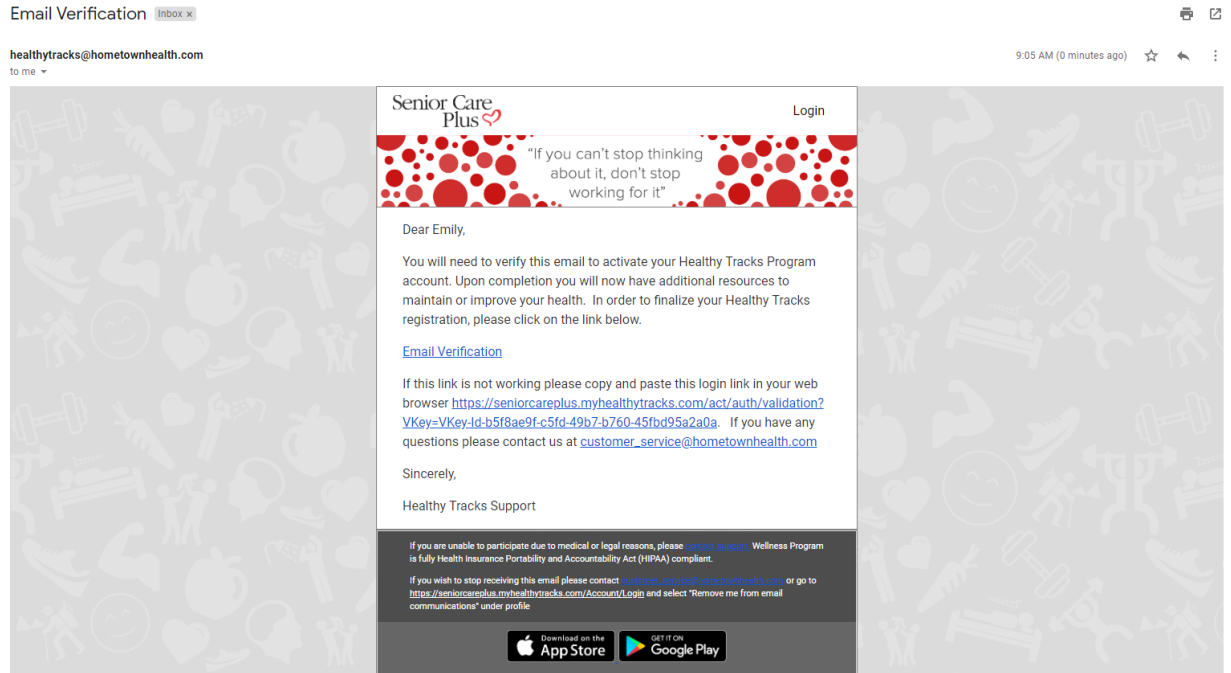 Email Verification Inbox x
healthytracks@hometownhealth.com
9:05 AM (0 minutes ago)
to me
Senior Care
Plus
Login
“If you can’t stop thinking
about it, don’t stop
working for it”
Dear Emily,
You will need to verify this email to activate your Healthy Tracks Program
account. Upon completion you will now have additional resources to
maintain or improve your health.  In order to finalize your Healthy Tracks
registration, please click on the link below.
Email Verification
If this link is not working please copy and paste this login link in your web
browser https://seniorcareplus.myhealthytracks.com/act/auth/validation?
VKey=VKey-Id-b5f8ae9f-c5fd-49b7-b760-45fbd95a2a0a.   If you have any
questions please contact us at customer_service@hometownhealth.com
Sincerely,
Healthy Tracks Support
If you are unable to participate due to medical or legal reasons, please contact support. Wellness Program
is fully Health Insurance Portability and Accountability Act (HIPAA) compliant.
If you wish to stop receiving this email please contact or go to
https://seniorcareplus.myhealthytracks.com/Account/Login and select "Remove me from email
communications" under profile
Download on the
App Store
GET IT ON
Google Play